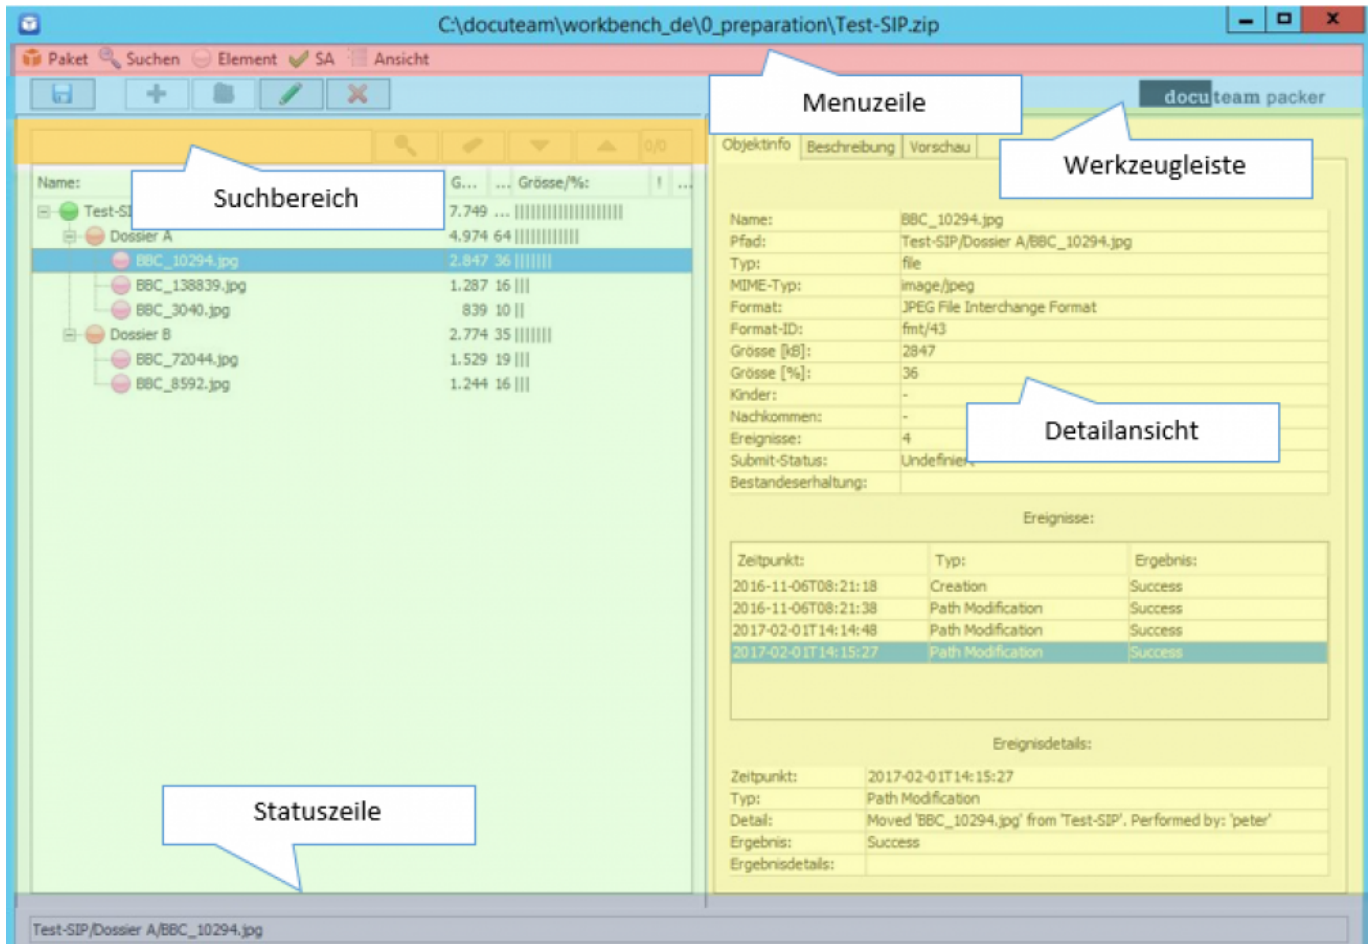 C:\docuteam\workbench_de\0_preparation\Test-SIP.zip
Paket Suchen Element SA Ansicht
docuteam packer
Menuzeile
Werkzeugleiste
Suchbereich
0/0
Name: G... ... Grösse/%: ! ...
Test-SI 7.749 ...
Dossier A 4.974 64
BBC_10294.jpg 2.847 36
BBC_138839.jpg 1.287 16
BBC_3040.jpg 839 10
Dossier B 2.774 35
BBC_72044.jpg 1.529 19
BBC_8592.jpg 1.244 16
Objektinfo Beschreibung Vorschau
Name: BBC_10294.jpg
Pfad: Test-SIP/Dossier A/BBC_10294.jpg
Typ: file
MIME-Typ: image/jpeg
Format: JPEG File Interchange Format
Format-ID: fmt/43
Grösse [kB]: 2847
Grösse [%]: 36
Kinder: -
Nachkommen: -
Ereignisse: 4
Submit-Status: Undefiniert
Bestandeserhaltung:
Detailansicht
Ereignisse:
Zeitpunkt: Typ: Ergebnis:
2016-11-06T08:21:18 Creation Success
2016-11-06T08:21:38 Path Modification Success
2017-02-01T14:14:48 Path Modification Success
2017-02-01T14:15:27 Path Modification Success
Ereignisdetails:
Zeitpunkt: 2017-02-01T14:15:27
Typ: Path Modification
Detail: Moved 'BBC_10294.jpg' from 'Test-SIP'. Performed by: 'peter'
Ergebnis: Success
Ergebnisdetails:
Statuszeile
Test-SIP/Dossier A/BBC_10294.jpg